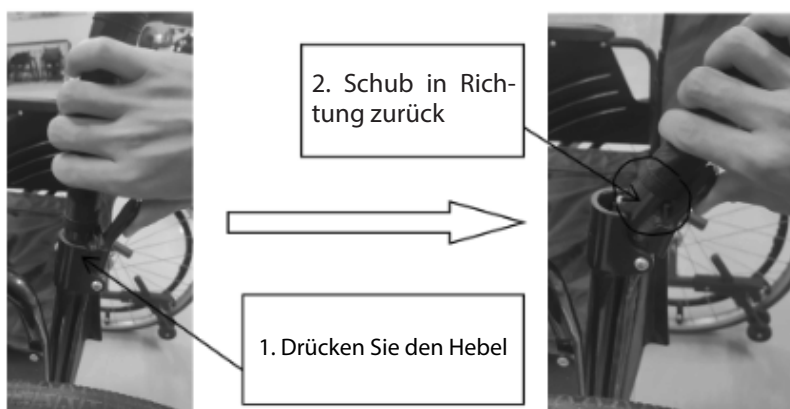 2. Schub in Rich-
tung zurück
1. Drücken Sie den Hebel